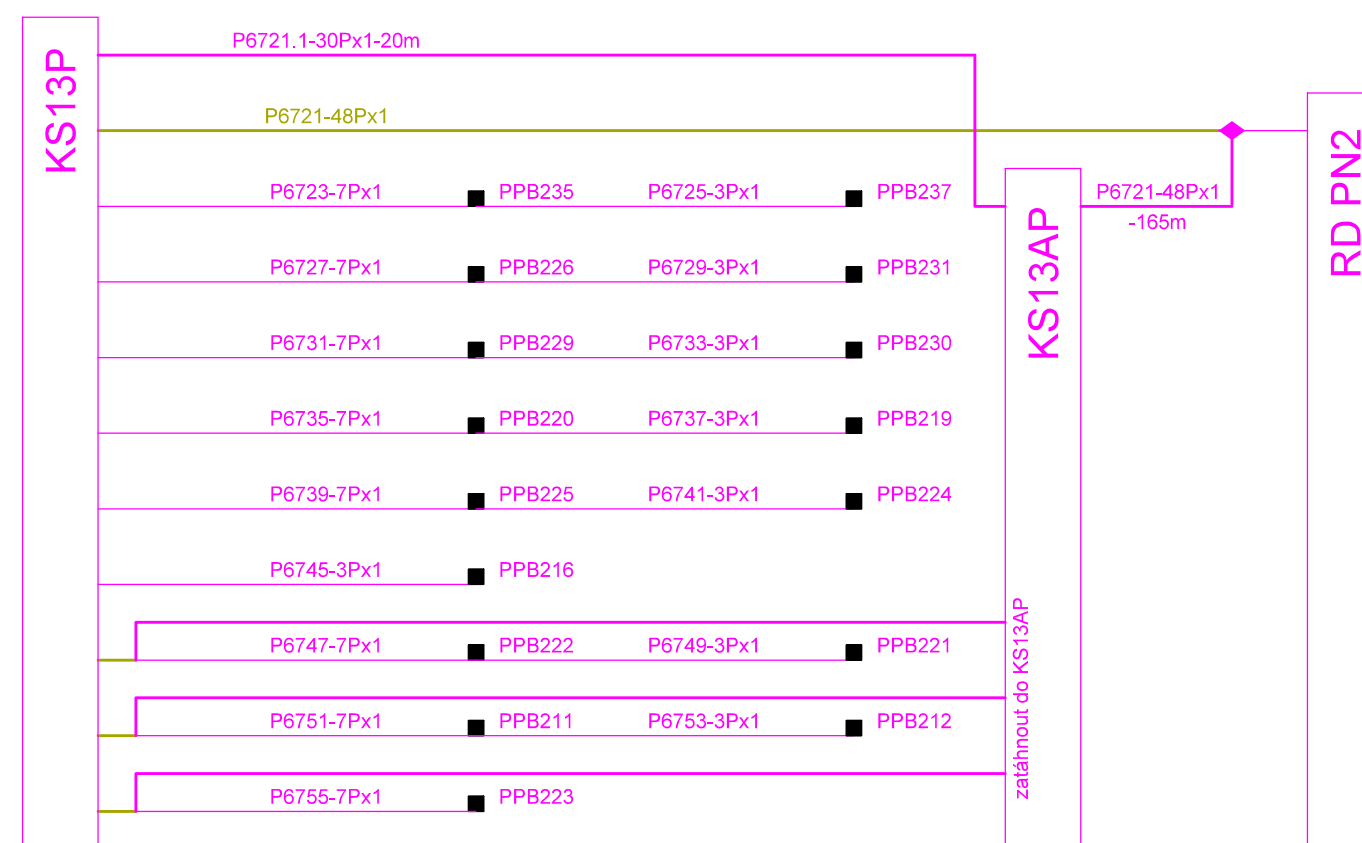 KS13P
P6721.1-30Px1-20m
P6721-48Px1
P6723-7Px1 PPB235 P6725-3Px1 PPB237
P6727-7Px1 PPB226 P6729-3Px1 PPB231
P6731-7Px1 PPB229 P6733-3Px1 PPB230
P6735-7Px1 PPB220 P6737-3Px1 PPB219
P6739-7Px1 PPB225 P6741-3Px1 PPB224
P6745-3Px1 PPB216
P6747-7Px1 PPB222 P6749-3Px1 PPB221
P6751-7Px1 PPB211 P6753-3Px1 PPB212
P6755-7Px1 PPB223
KS13AP
zatáhnout do KS13AP
P6721-48Px1
-165m
RD PN2